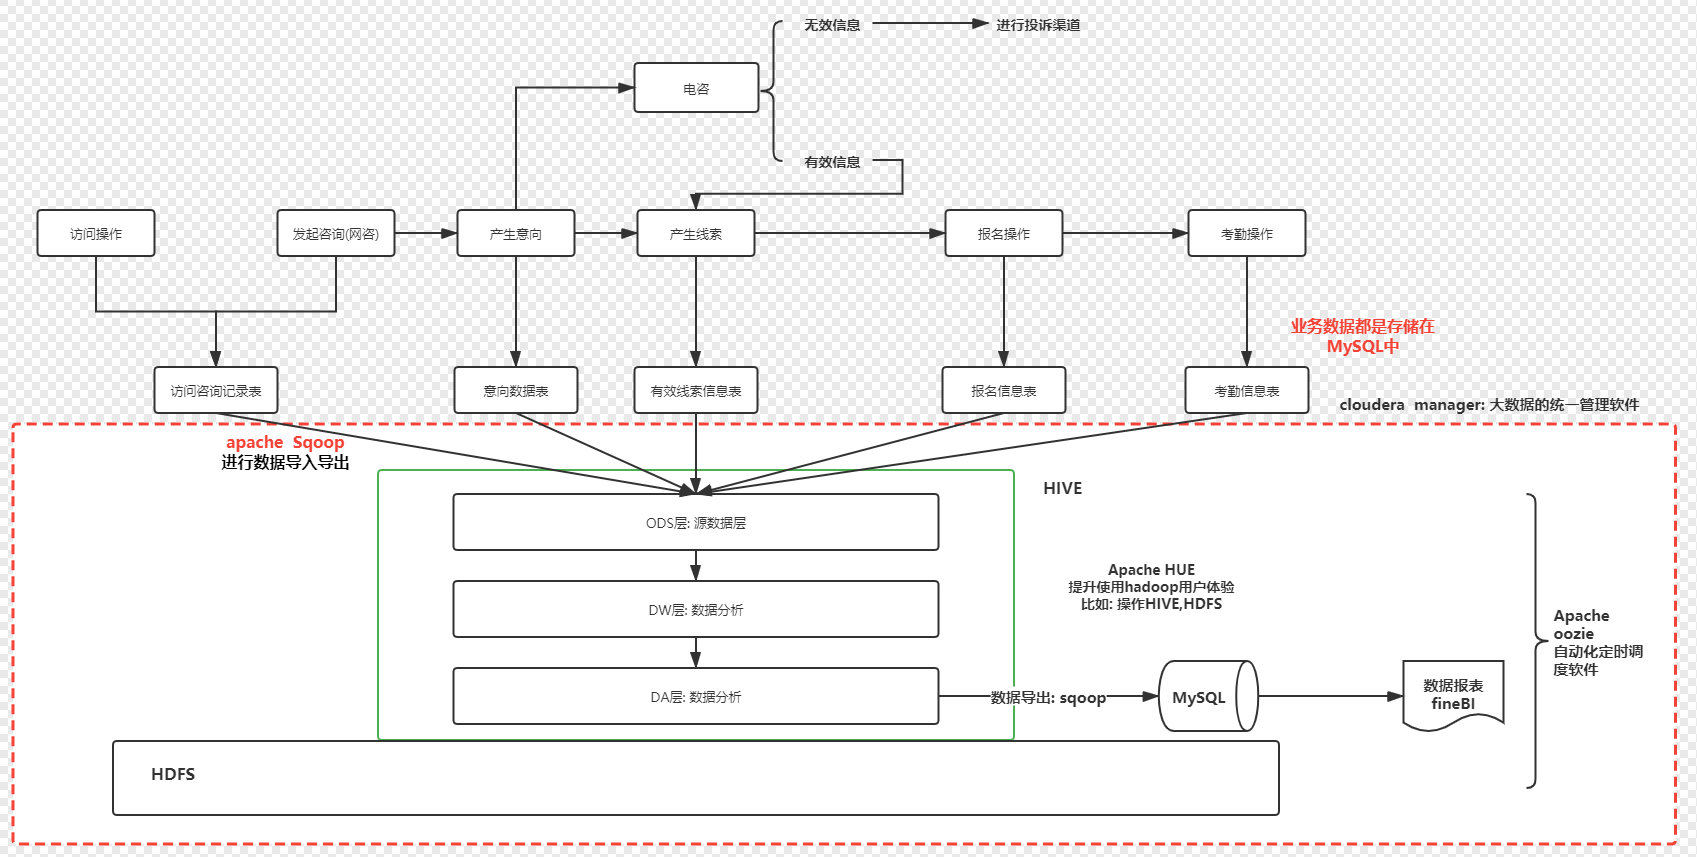 无效信息
进行投诉渠道
电咨
有效信息
访问操作
发起咨询(网咨)
产生意向
产生线索
报名操作
考勤操作
业务数据都是存储在
MySQL中
访问咨询记录表
意向数据表
有效线索信息表
报名信息表
考勤信息表
cloudera manager: 大数据的统一管理软件
apache Sqoop
进行数据导入导出
HIVE
ODS层: 源数据层
Apache HUE
提升使用hadoop用户体验
比如: 操作HIVE,HDFS
DW层: 数据分析
Apache
oozie
自动化定时调
度软件
DA层: 数据分析
数据导出: sqoop
MySQL
数据报表
fineBI
HDFS